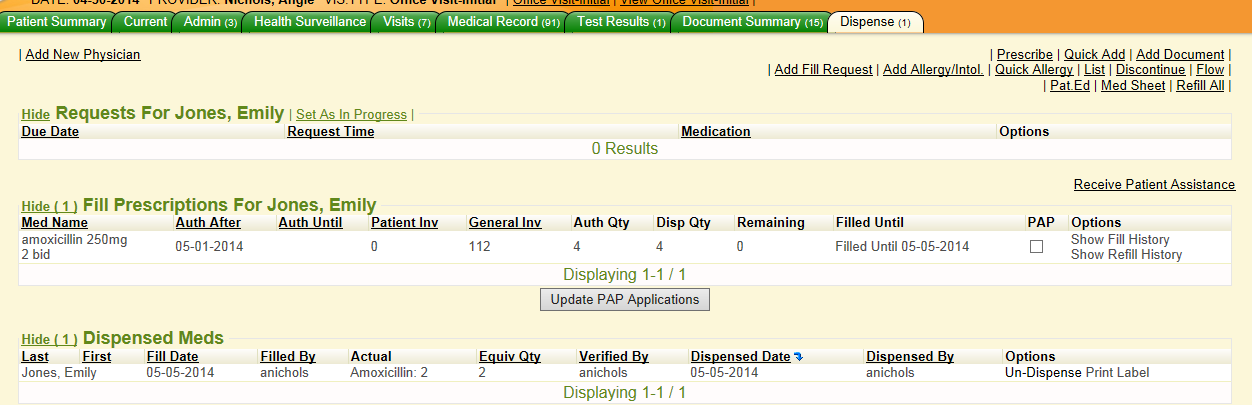 DATE: 04-30-2014 PROVIDER: Nichols, Angie VISTYPE: Office Visit-Initial | Office Visit-Initial | View Office Visit-Initial |
Patient Summary Current Admin (3) Health Surveillance Visits (7) Medical Record (91) Test Results (1) Document Summary (15) Dispense (1)
| Add New Physician
| Prescribe | Quick Add | Add Document |
| Add Fill Request | Add Allergy/Intol. | Quick Allergy | List | Discontinue | Flow |
| Pat.Ed | Med Sheet | Refill All |
Hide Requests For Jones, Emily | Set As In Progress |
Due Date Request Time Medication Options
0 Results
Receive Patient Assistance
Hide ( 1 ) Fill Prescriptions For Jones, Emily
Med Name Auth After Auth Until Patient Inv General Inv Auth Qty Disp Qty Remaining Filled Until PAP Options
amoxicillin 250mg 05-01-2014 0 112 4 4 0 Filled Until 05-05-2014 Show Fill History
2 bid Show Refill History
Displaying 1-1 / 1
Update PAP Applications
Hide ( 1 ) Dispensed Meds
Last First Fill Date Filled By Actual Equiv Qty Verified By Dispensed Date Dispensed By Options
Jones, Emily 05-05-2014 anichols Amoxicillin: 2 2 anichols 05-05-2014 anichols Un-Dispense Print Label
Displaying 1-1 / 1